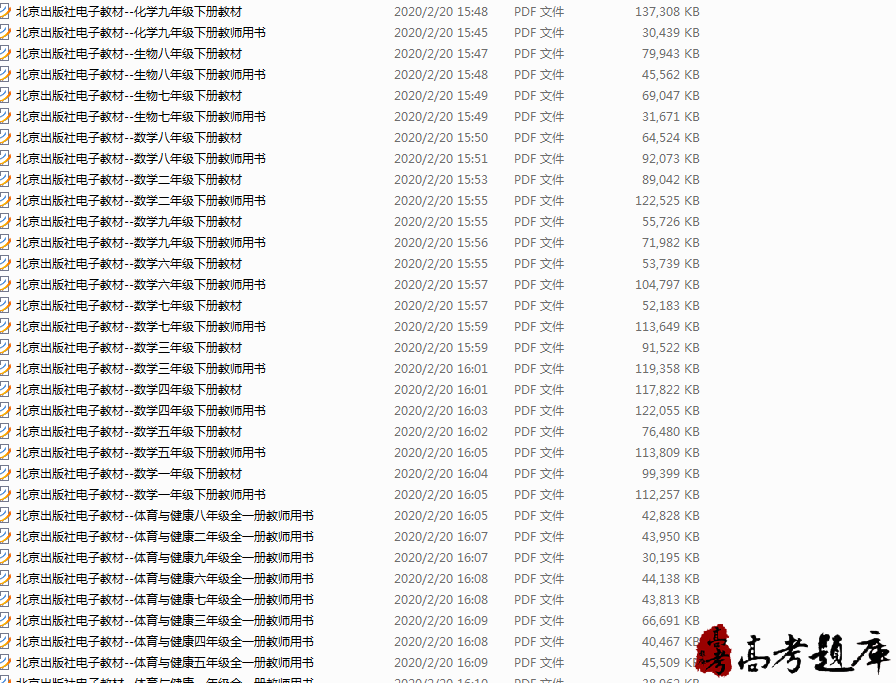 北京出版社电子教材--化学九年级下册教材 2020/2/20 15:48 PDF 文件 137,308 KB
北京出版社电子教材--化学九年级下册教师用书 2020/2/20 15:45 PDF 文件 30,439 KB
北京出版社电子教材--生物八年级下册教材 2020/2/20 15:47 PDF 文件 79,943 KB
北京出版社电子教材--生物八年级下册教师用书 2020/2/20 15:48 PDF 文件 45,562 KB
北京出版社电子教材--生物七年级下册教材 2020/2/20 15:49 PDF 文件 69,047 KB
北京出版社电子教材--生物七年级下册教师用书 2020/2/20 15:49 PDF 文件 31,671 KB
北京出版社电子教材--数学八年级下册教材 2020/2/20 15:50 PDF 文件 64,524 KB
北京出版社电子教材--数学八年级下册教师用书 2020/2/20 15:51 PDF 文件 92,073 KB
北京出版社电子教材--数学二年级下册教材 2020/2/20 15:53 PDF 文件 89,042 KB
北京出版社电子教材--数学二年级下册教师用书 2020/2/20 15:55 PDF 文件 122,525 KB
北京出版社电子教材--数学九年级下册教材 2020/2/20 15:55 PDF 文件 55,726 KB
北京出版社电子教材--数学九年级下册教师用书 2020/2/20 15:56 PDF 文件 71,982 KB
北京出版社电子教材--数学六年级下册教材 2020/2/20 15:55 PDF 文件 53,739 KB
北京出版社电子教材--数学六年级下册教师用书 2020/2/20 15:57 PDF 文件 104,797 KB
北京出版社电子教材--数学七年级下册教材 2020/2/20 15:57 PDF 文件 52,183 KB
北京出版社电子教材--数学七年级下册教师用书 2020/2/20 15:59 PDF 文件 113,649 KB
北京出版社电子教材--数学三年级下册教材 2020/2/20 15:59 PDF 文件 91,522 KB
北京出版社电子教材--数学三年级下册教师用书 2020/2/20 16:01 PDF 文件 119,358 KB
北京出版社电子教材--数学四年级下册教材 2020/2/20 16:01 PDF 文件 117,822 KB
北京出版社电子教材--数学四年级下册教师用书 2020/2/20 16:03 PDF 文件 122,055 KB
北京出版社电子教材--数学五年级下册教材 2020/2/20 16:02 PDF 文件 76,480 KB
北京出版社电子教材--数学五年级下册教师用书 2020/2/20 16:05 PDF 文件 113,809 KB
北京出版社电子教材--数学一年级下册教材 2020/2/20 16:04 PDF 文件 99,399 KB
北京出版社电子教材--数学一年级下册教师用书 2020/2/20 16:05 PDF 文件 112,257 KB
北京出版社电子教材--体育与健康八年级全一册教师用书 2020/2/20 16:05 PDF 文件 42,828 KB
北京出版社电子教材--体育与健康二年级全一册教师用书 2020/2/20 16:07 PDF 文件 43,950 KB
北京出版社电子教材--体育与健康九年级全一册教师用书 2020/2/20 16:07 PDF 文件 30,195 KB
北京出版社电子教材--体育与健康六年级全一册教师用书 2020/2/20 16:08 PDF 文件 44,138 KB
北京出版社电子教材--体育与健康七年级全一册教师用书 2020/2/20 16:08 PDF 文件 43,813 KB
北京出版社电子教材--体育与健康三年级全一册教师用书 2020/2/20 16:09 PDF 文件 66,691 KB
北京出版社电子教材--体育与健康四年级全一册教师用书 2020/2/20 16:08 PDF 文件 40,467 KB
北京出版社电子教材--体育与健康五年级全一册教师用书 2020/2/20 16:09 PDF 文件 45,509 KB
北京出版社电子教材--体育与健康一年级全一册教师用书 2020/2/20 16:10 PDF 文件
高考 高考题库